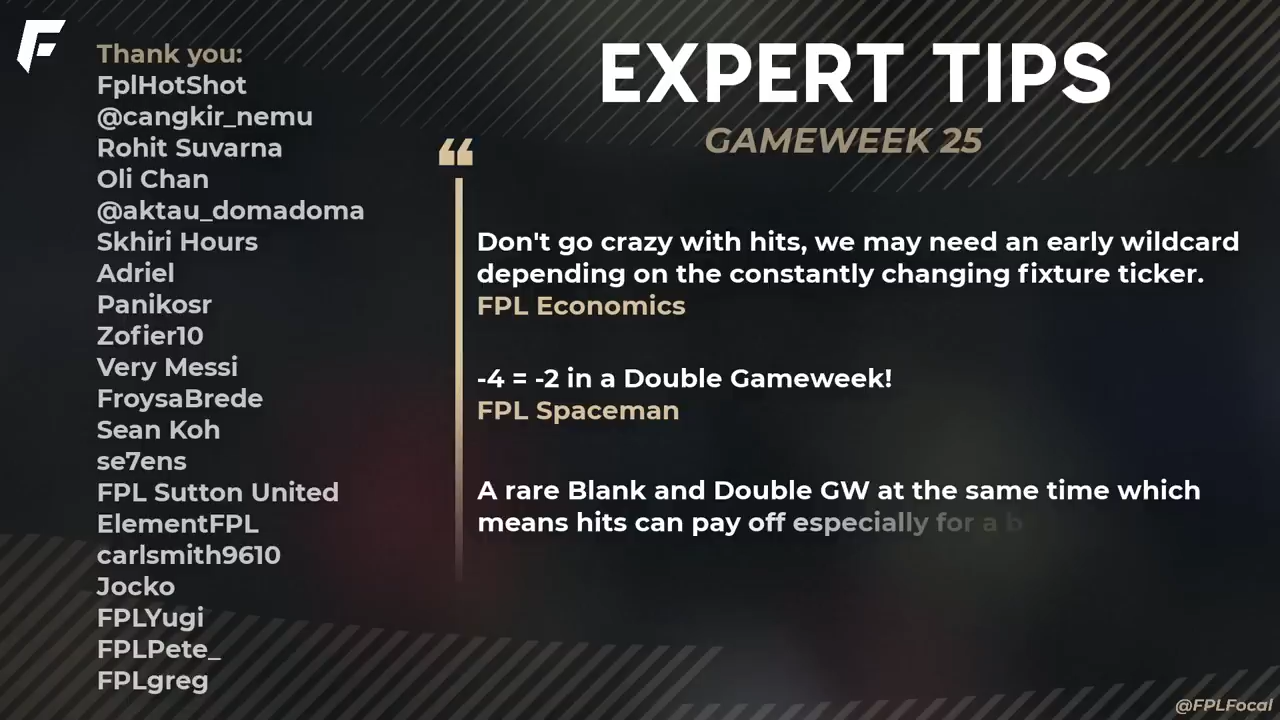 Thank you:
FplHotShot
@cangkir_nemu
Rohit Suvarna
Oli Chan
@aktau_domadoma
Skhiri Hours
Adriel
Panikosr
Zofier10
Very Messi
FroysaBrede
Sean Koh
se7ens
FPL Sutton United
ElementFPL
carlsmith9610
Jocko
FPLYugi
FPLPete_
FPLgreg
EXPERT TIPS
GAMEWEEK 25
Don't go crazy with hits, we may need an early wildcard
depending on the constantly changing fixture ticker.
FPL Economics
-4 = -2 in a Double Gameweek!
FPL Spaceman
A rare Blank and Double GW at the same time which
means hits can pay off especially for a b
@FPLFocal